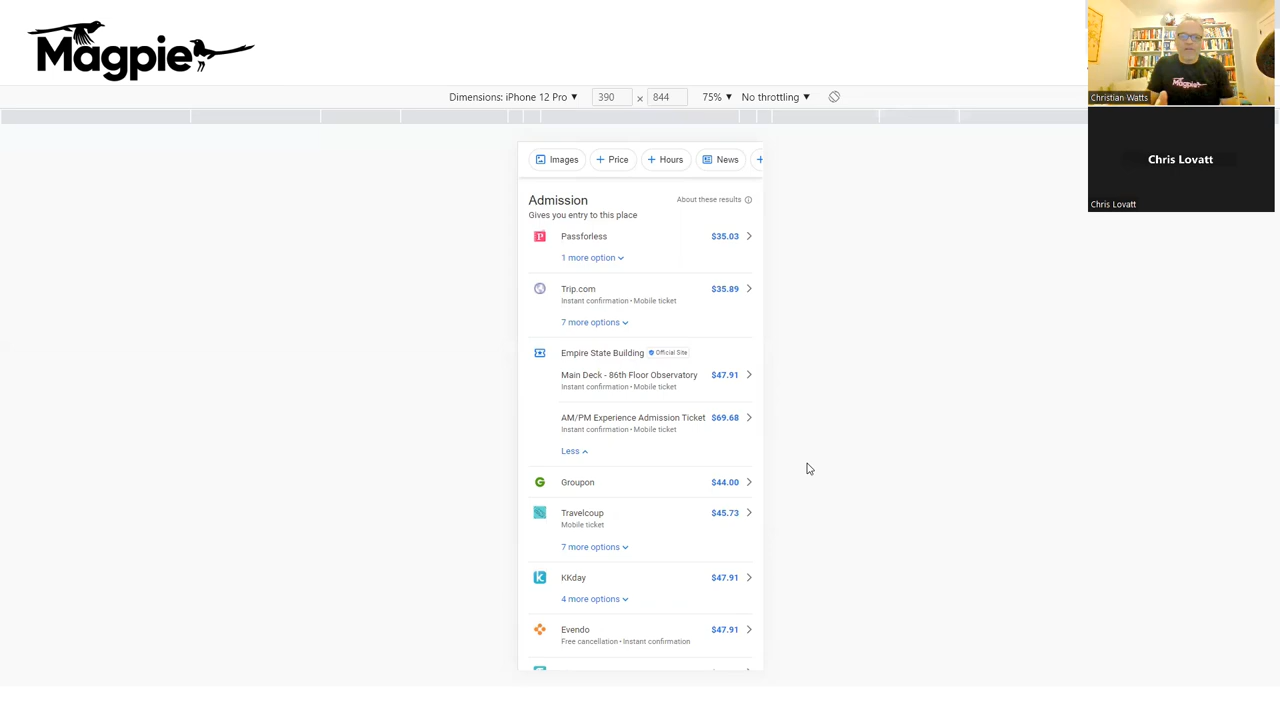 Magpie
Dimensions: iPhone 12 Pro ▼ 390 × 844 75% ▼ No throttling ▼
Christian Watts
Chris Lovatt
Chris Lovatt
Images + Price + Hours News +
Admission About these results
Gives you entry to this place
Passforless $35.03
1 more option
Trip.com $35.89
Instant confirmation • Mobile ticket
7 more options
Empire State Building Official Site
Main Deck - 86th Floor Observatory $47.91
Instant confirmation • Mobile ticket
AM/PM Experience Admission Ticket $69.68
Instant confirmation • Mobile ticket
Less
Groupon $44.00
Travelcoup $45.73
Mobile ticket
7 more options
KKday $47.91
4 more options
Evendo $47.91
Free cancellation • Instant confirmation